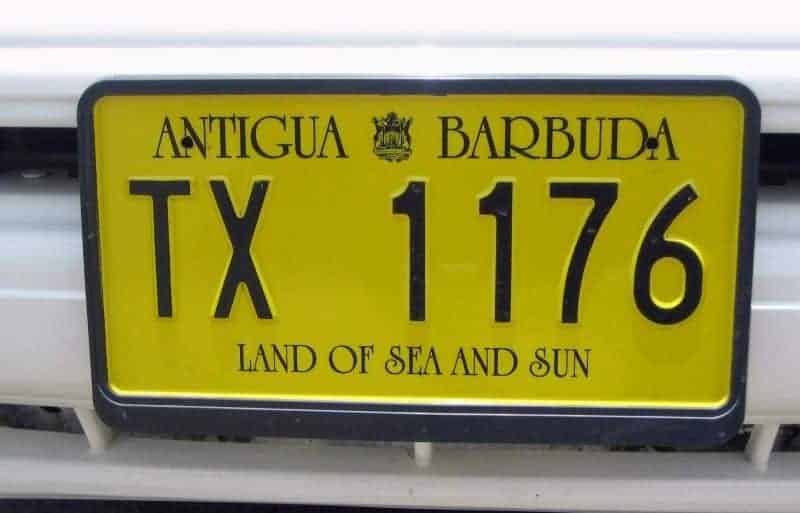 ANTIGUA BARBUDA
TX 1176
LAND OF SEA AND SUN